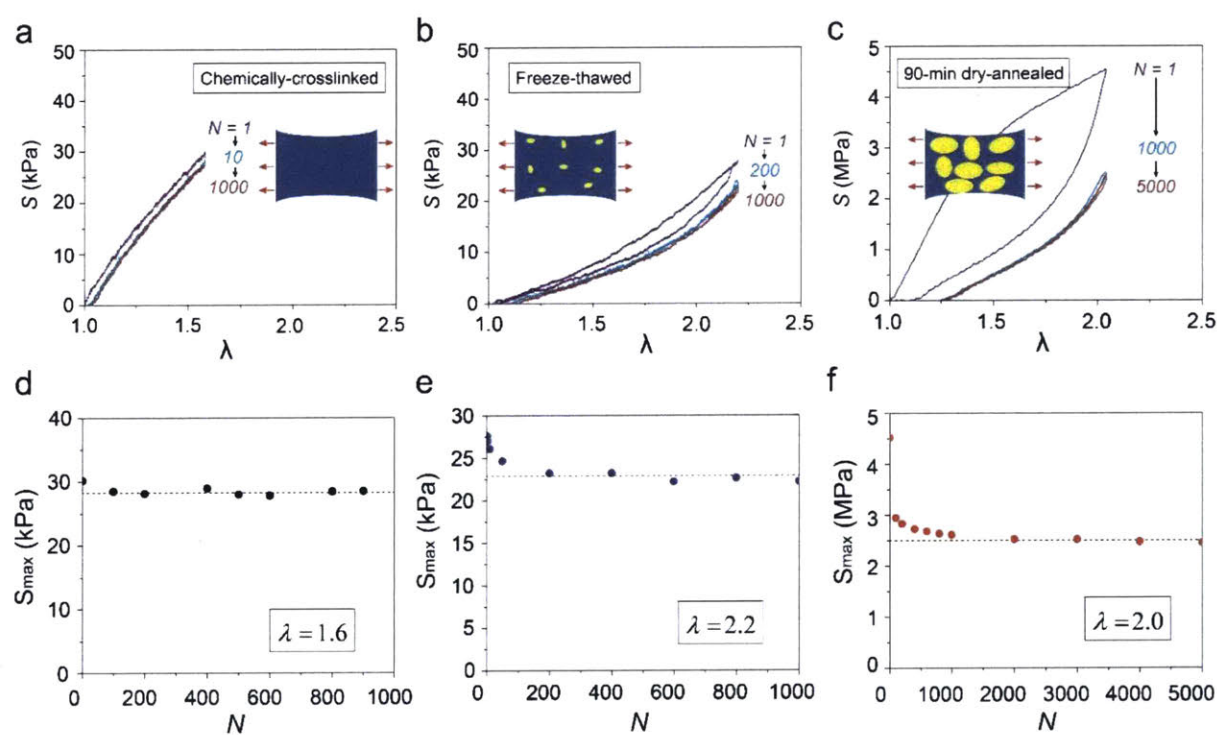 a
50
40
30
20
10
0
S (kPa)
1.0
1.5
2.0
2.5
λ
Chemically-crosslinked
N = 1
10
1000
b
50
40
30
20
10
0
S (kPa)
1.0
1.5
2.0
2.5
λ
Freeze-thawed
N = 1
200
1000
c
5
4
3
2
1
0
S (MPa)
1.0
1.5
2.0
2.5
λ
90-min dry-annealed
N = 1
1000
5000
d
40
30
20
10
0
Smax (kPa)
0 200 400 600 800 1000
N
λ = 1.6
e
30
25
20
15
10
5
0
Smax (kPa)
0 200 400 600 800 1000
N
λ = 2.2
f
5
4
3
2
1
0
Smax (MPa)
0 1000 2000 3000 4000 5000
N
λ = 2.0